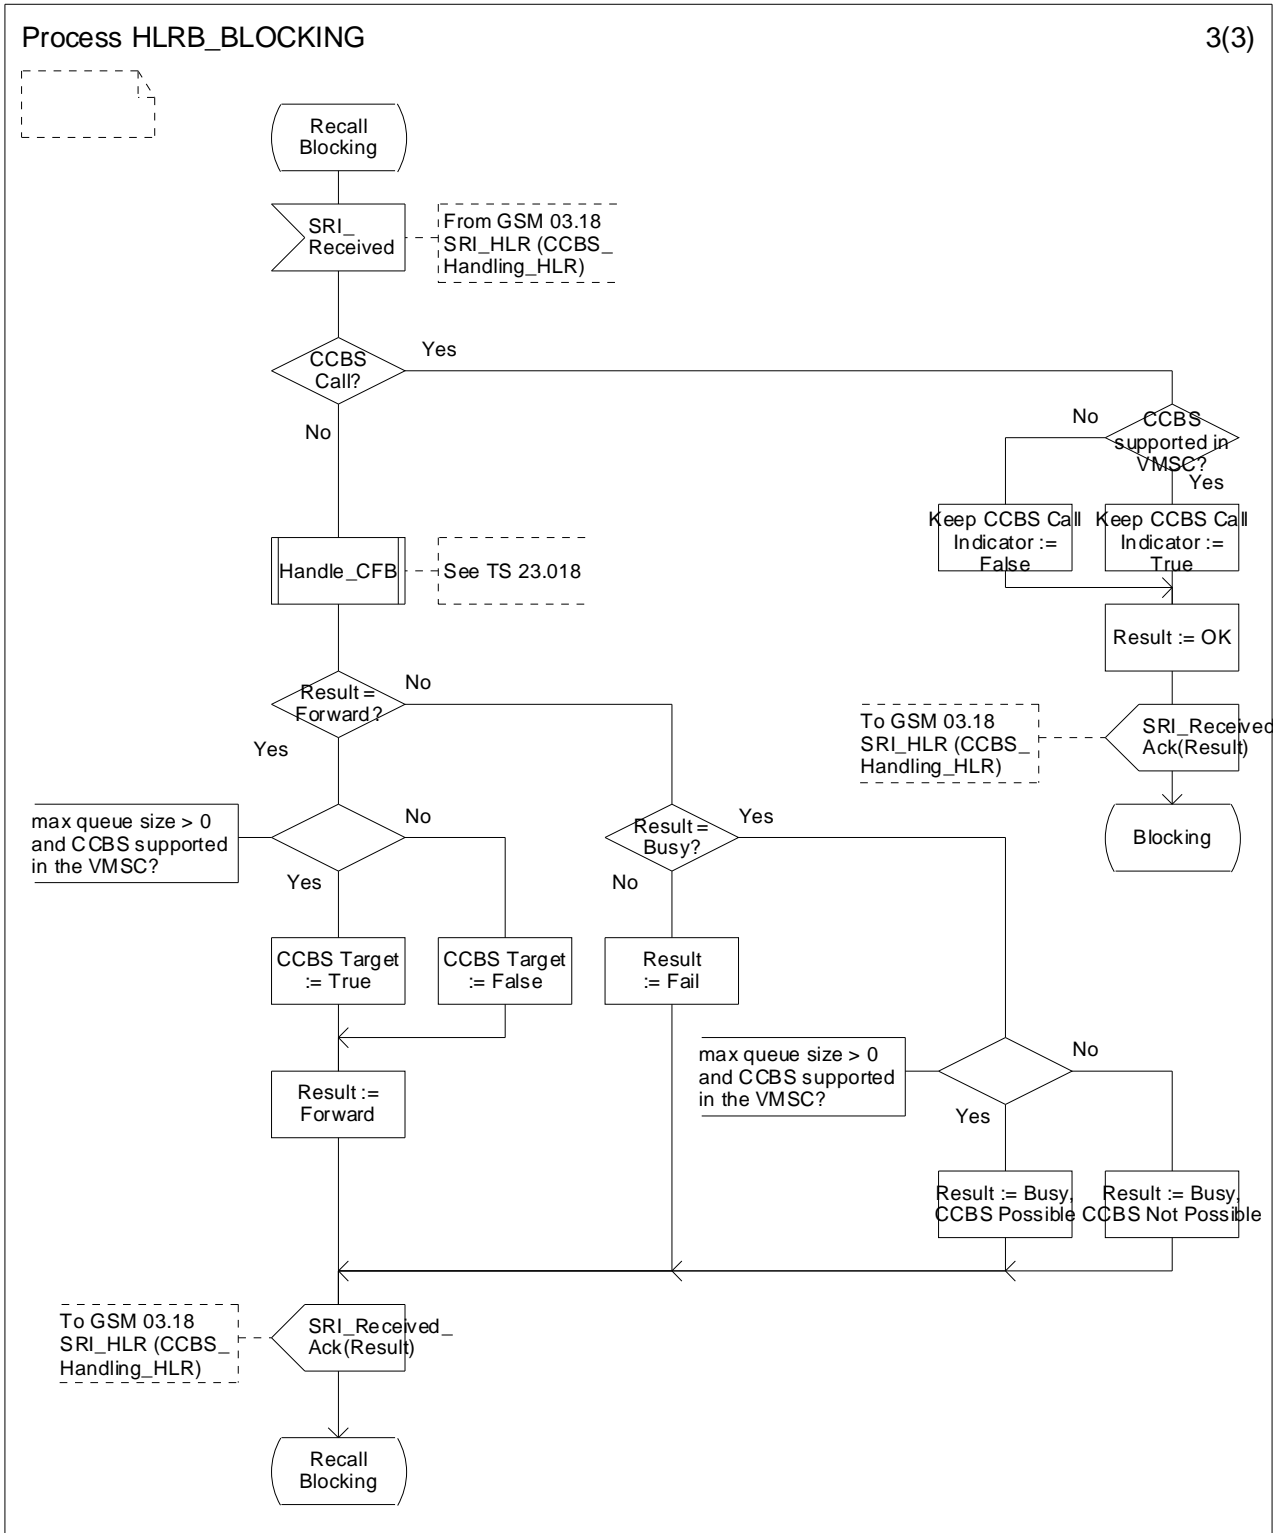 Process HLRB_BLOCKING
3(3)
Recall
Blocking
SRI_
Received
From GSM 03.18
SRI_HLR (CCBS_
Handling_HLR)
CCBS
Call?
Yes
No
No
CCBS
supported in
VMSC?
Yes
Keep CCBS Call
Indicator :=
False
Keep CCBS Call
Indicator :=
True
Handle_CFB
See TS 23.018
Result := OK
Result =
Forward?
No
Yes
To GSM 03.18
SRI_HLR (CCBS_
Handling_HLR)
SRI_Received
Ack(Result)
max queue size > 0
and CCBS supported
in the VMSC?
No
Yes
Result =
Busy?
Yes
No
Blocking
CCBS Target
:= True
CCBS Target
:= False
Result
:= Fail
max queue size > 0
and CCBS supported
in the VMSC?
No
Yes
Result :=
Forward
Result := Busy,
CCBS Possible
Result := Busy,
CCBS Not Possible
To GSM 03.18
SRI_HLR (CCBS_
Handling_HLR)
SRI_Received_
Ack(Result)
Recall
Blocking